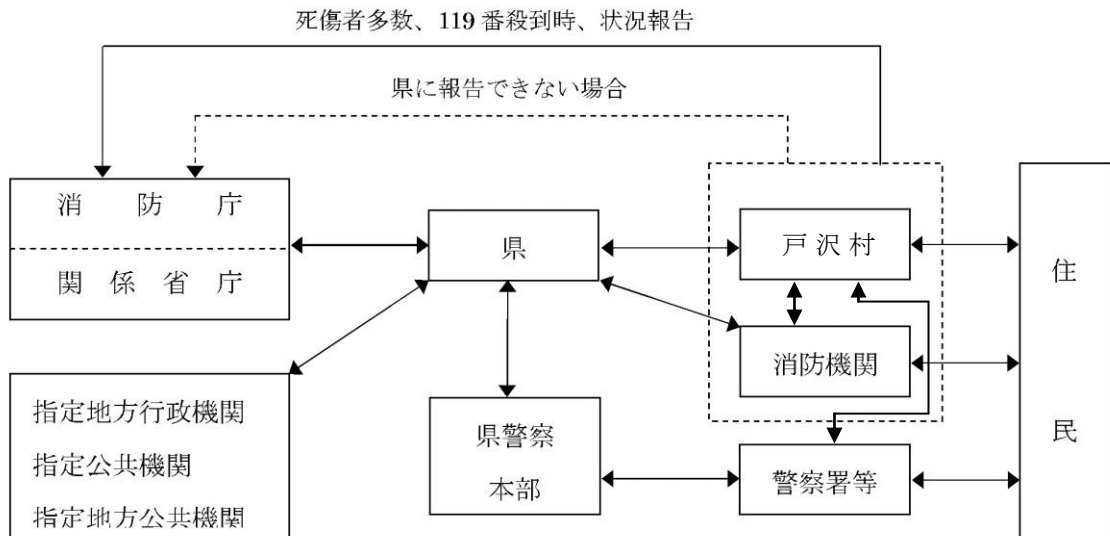 死傷者多数、119番殺到時、状況報告
県に報告できない場合
消防庁
関係省庁
県
戸沢村
消防機関
住民
指定地方行政機関
指定公共機関
指定地方公共機関
県警察
本部
警察署等